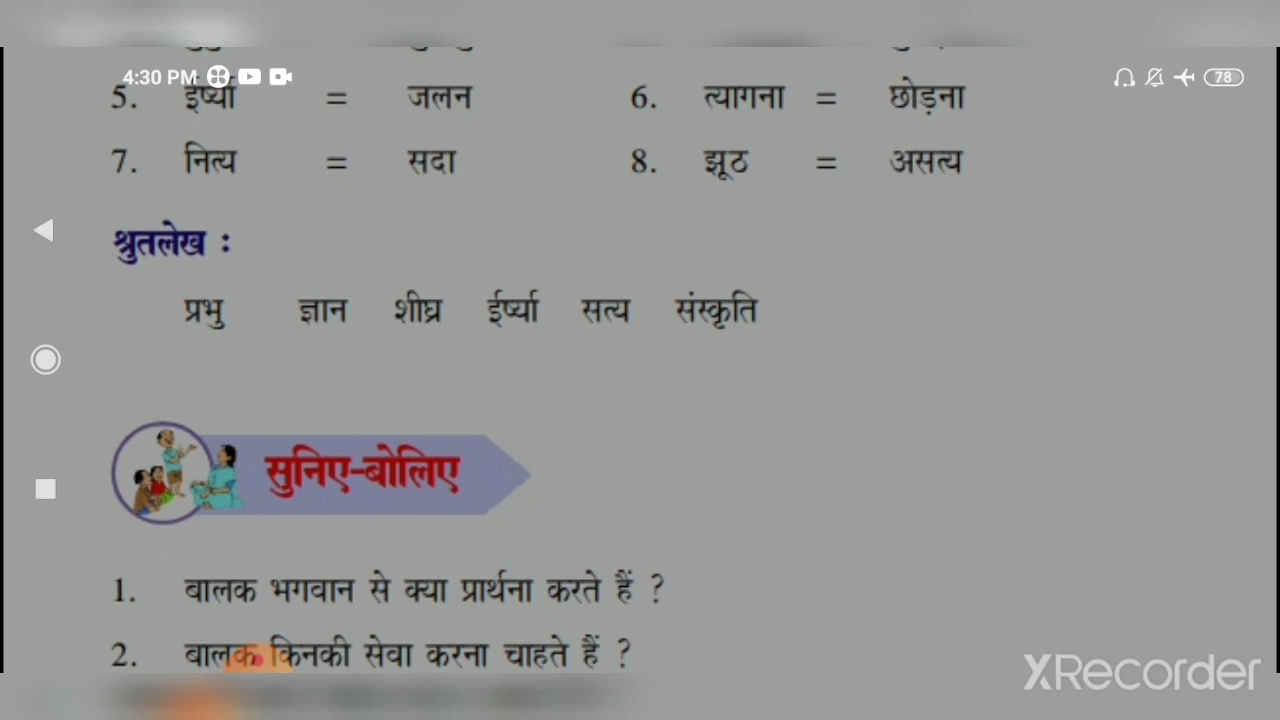 4:30 PM 78
5. ईर्ष्या = जलन 6. त्यागना = छोड़ना
7. नित्य = सदा 8. झूठ = असत्य
श्रुतलेख :
प्रभु ज्ञान शीघ्र ईर्ष्या सत्य संस्कृति
सुनिए-बोलिए
1. बालक भगवान से क्या प्रार्थना करते हैं ?
2. बालक किनकी सेवा करना चाहते हैं ?
XRecorder